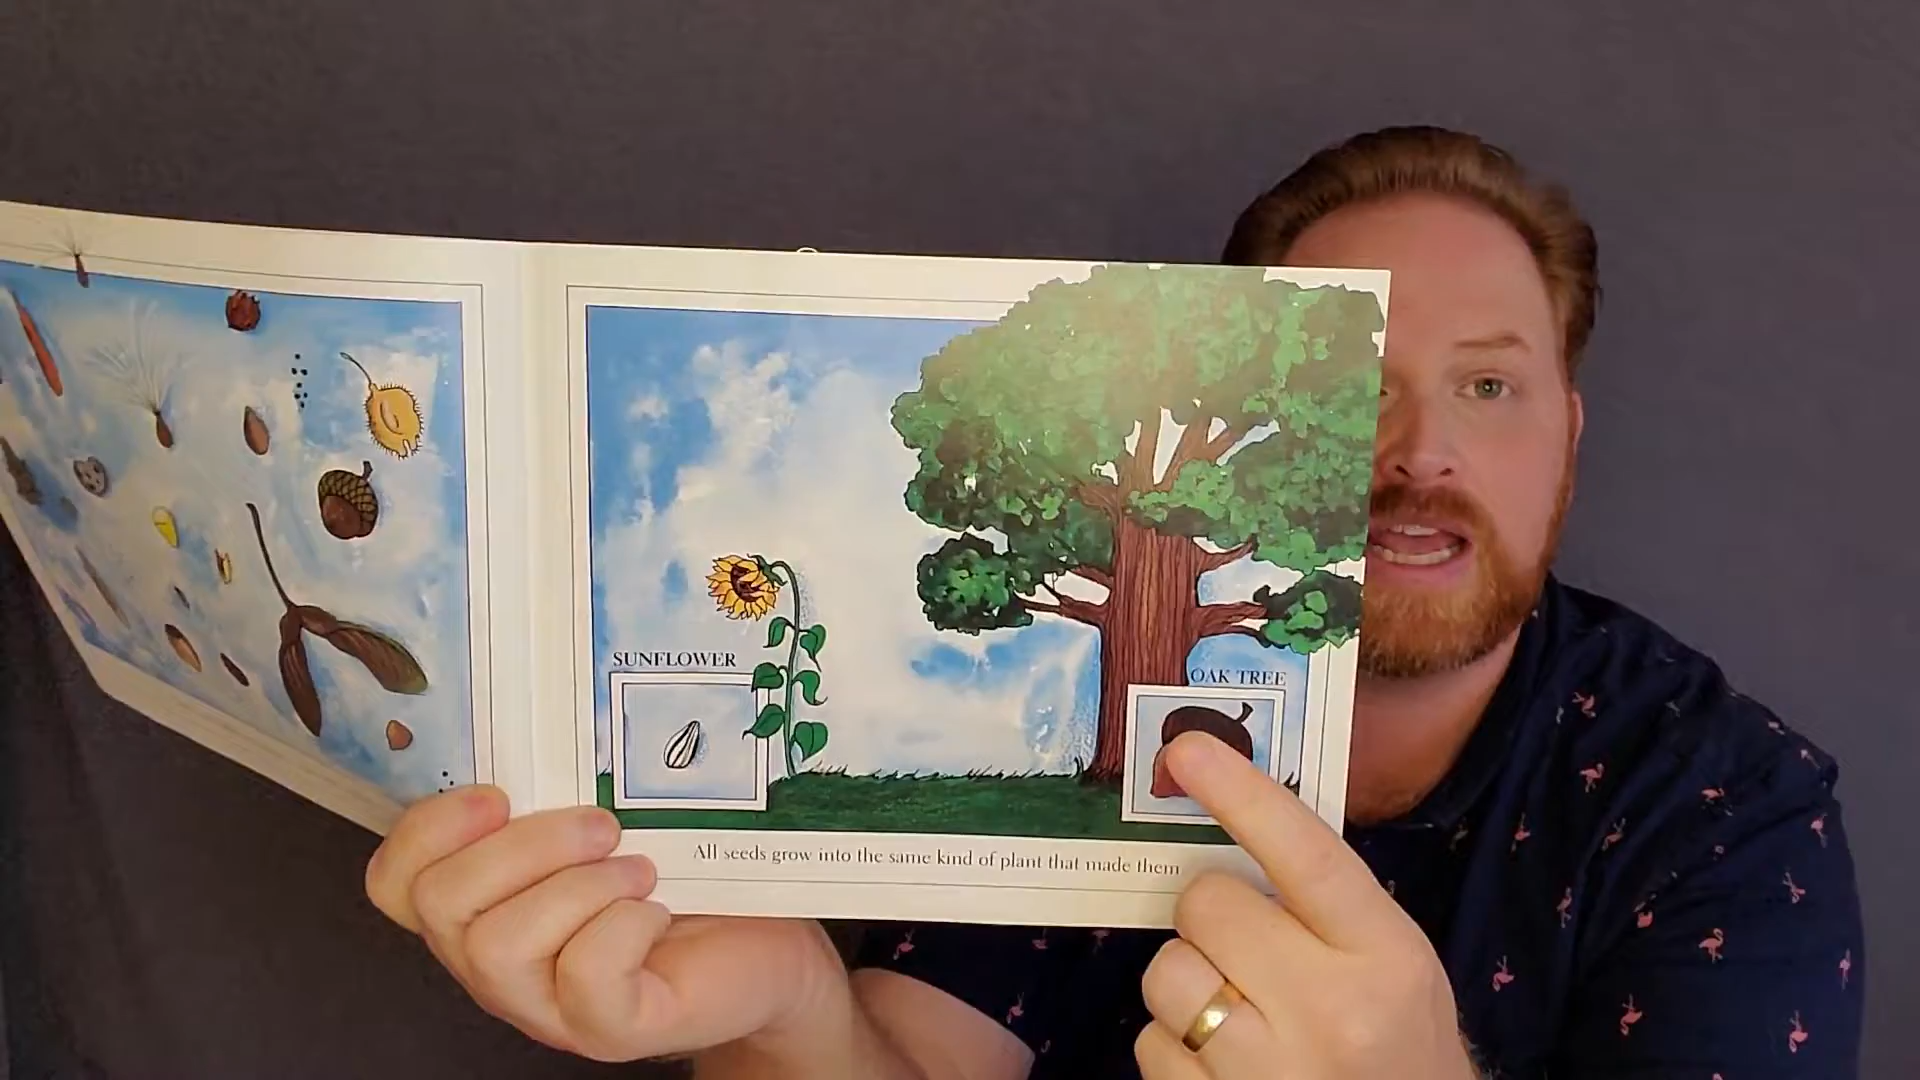 SUNFLOWER
OAK TREE
All seeds grow into the same kind of plant that made them